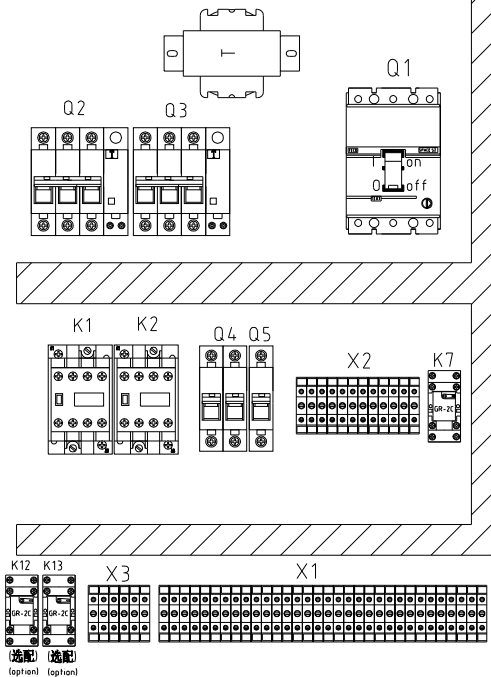 T
Q1
Q2 Q3
I on
O off
K1 K2 Q4 Q5
X2 K7
GR-2C
K12 K13
X3 X1
GR-2C GR-2C
(选配) (选配)
(option) (option)